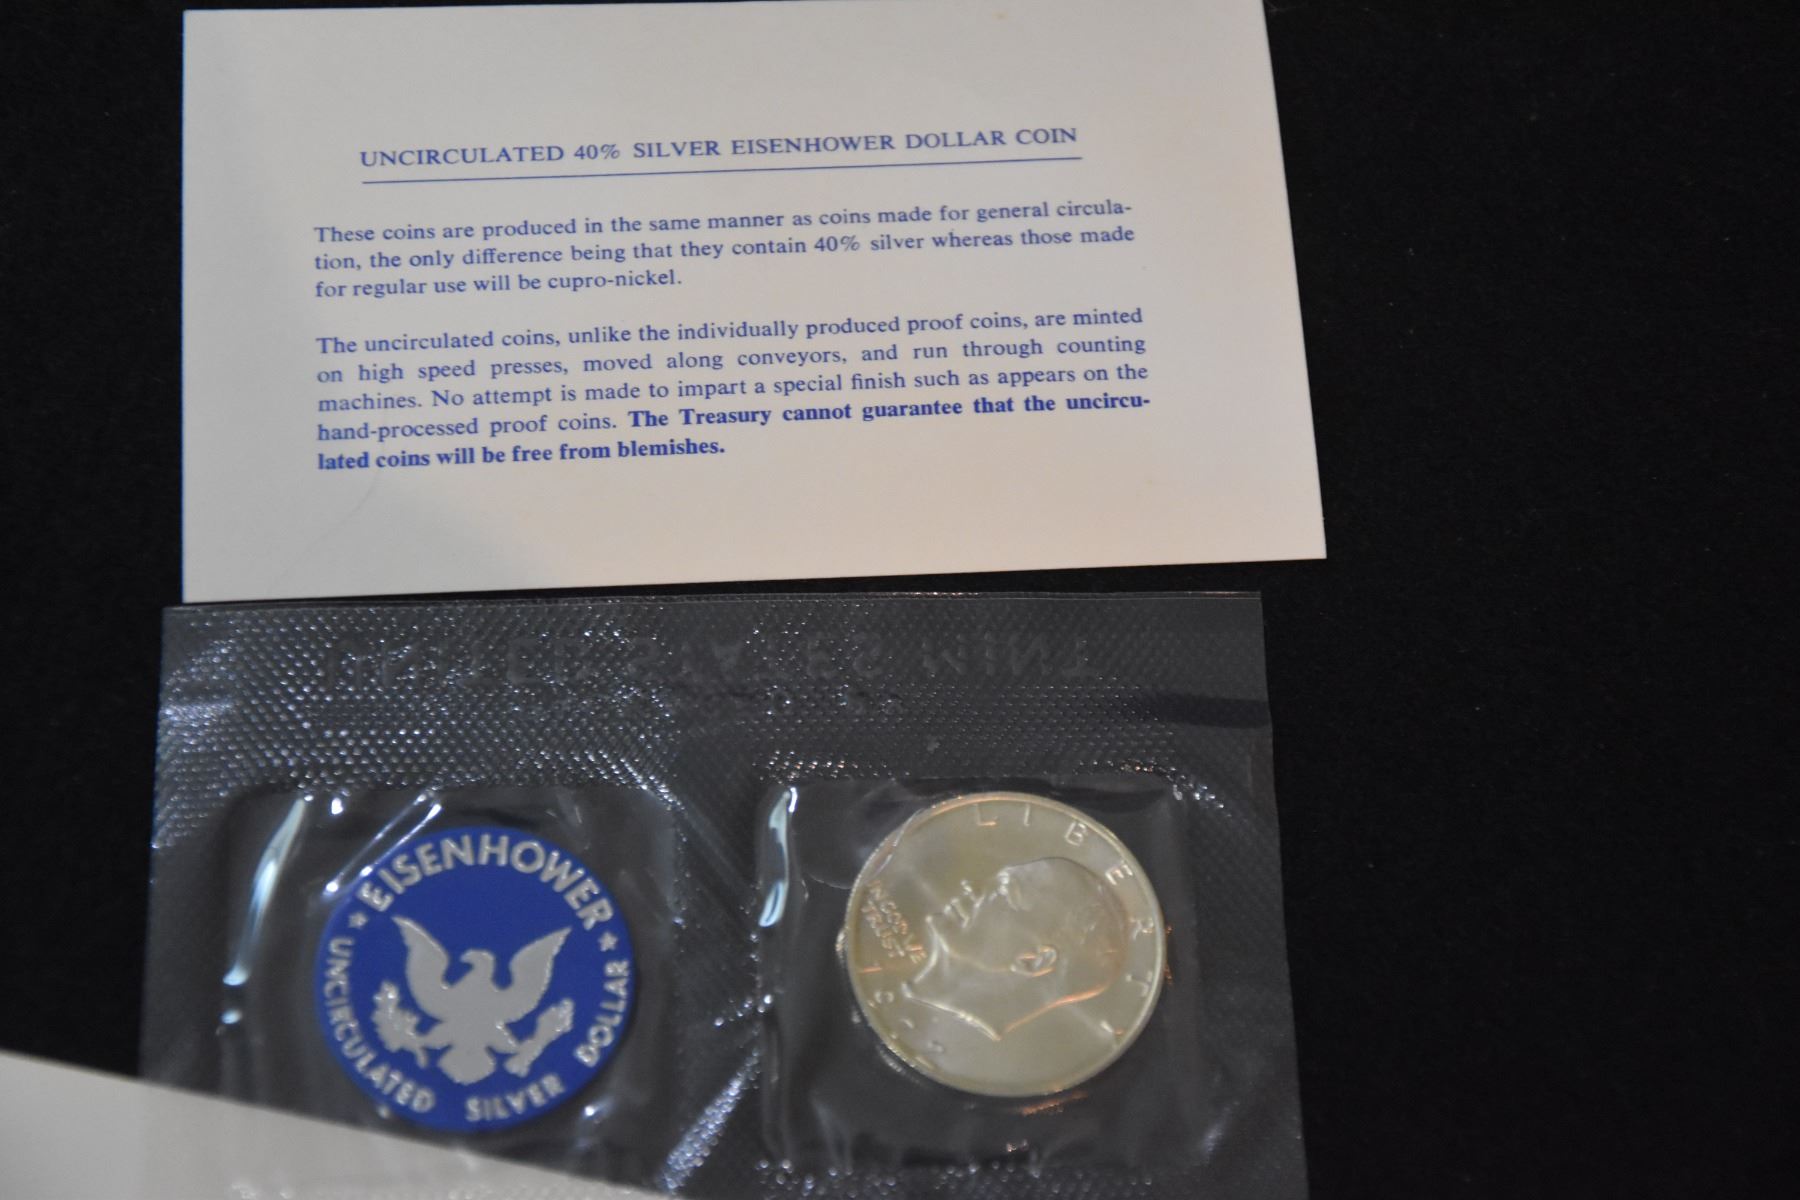 UNCIRCULATED 40% SILVER EISENHOWER DOLLAR COIN
These coins are produced in the same manner as coins made for general circula-
tion, the only difference being that they contain 40% silver whereas those made
for regular use will be cupro-nickel.
The uncirculated coins, unlike the individually produced proof coins, are minted
on high speed presses, moved along conveyors, and run through counting
machines. No attempt is made to impart a special finish such as appears on the
hand-processed proof coins. The Treasury cannot guarantee that the uncircu-
lated coins will be free from blemishes.
UNITED STATES MINT
EISENHOWER
UNCIRCULATED SILVER DOLLAR
LIBERTY
IN GOD WE
TRUST